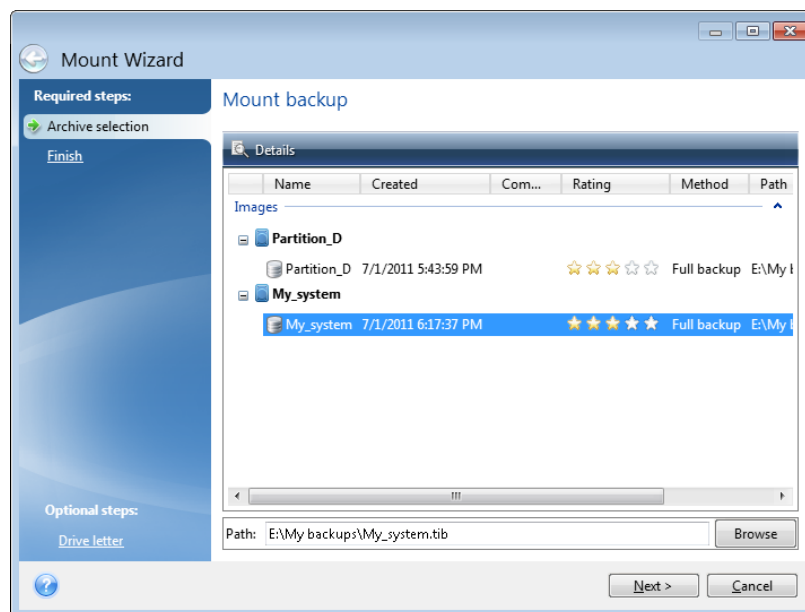 Mount Wizard
Required steps:
Archive selection
Finish
Optional steps:
Drive letter
Mount backup
Details
Name Created Com... Rating Method Path
Images
Partition_D
Partition_D 7/1/2011 5:43:59 PM Full backup E:\My
My_system
My_system 7/1/2011 6:17:37 PM Full backup E:\My
Path: E:\My backups\My_system.tib
Browse
Next >
Cancel